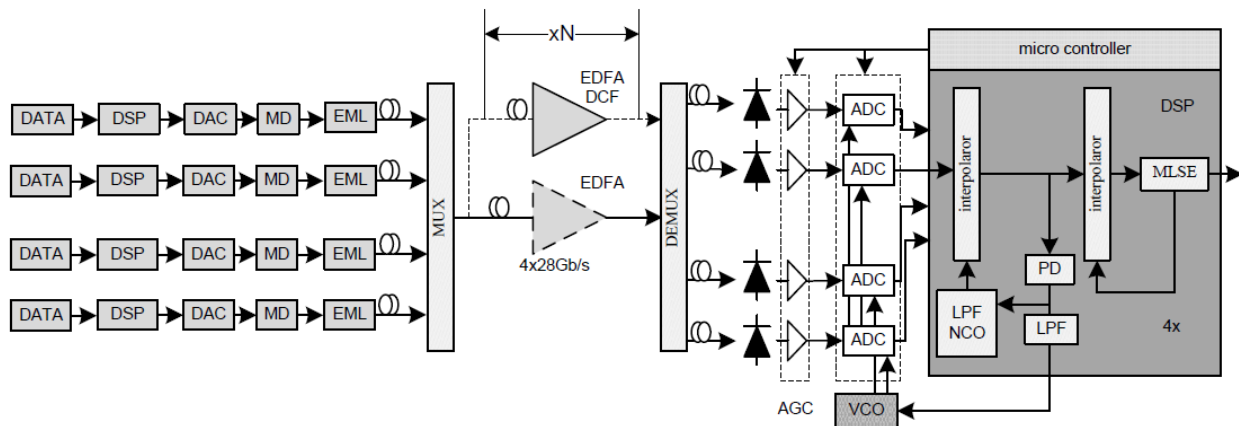 xN
micro controller
EDFA
DCF
DSP
DATA DSP DAC MD EML
ADC
DATA DSP DAC MD EML
ADC
EDFA
MUX
DEMUX
interpolaror
interpolaror
MLSE
4x28Gb/s
DATA DSP DAC MD EML
ADC
PD
DATA DSP DAC MD EML
ADC
LPF
NCO
LPF
4x
AGC
VCO